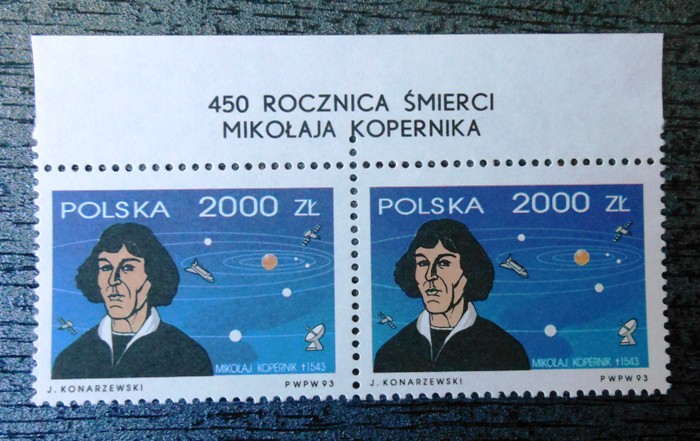 450 ROCZNICA ŚMIERCI
MIKOŁAJA KOPERNIKA
POLSKA 2000 ZŁ
MIKOŁAJ KOPERNIK †1543
J. KONARZEWSKI PWPW 93
POLSKA 2000 ZŁ
MIKOŁAJ KOPERNIK †1543
J. KONARZEWSKI PWPW 93